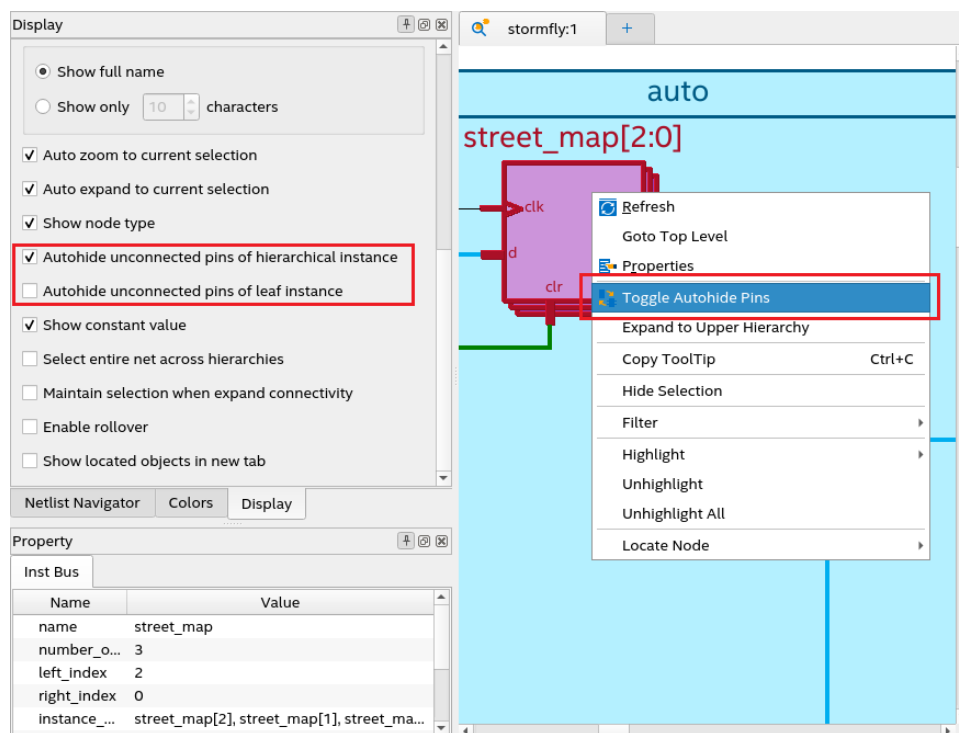 Display
Show full name
Show only 10 characters
Auto zoom to current selection
Auto expand to current selection
Show node type
Autohide unconnected pins of hierarchical instance
Autohide unconnected pins of leaf instance
Show constant value
Select entire net across hierarchies
Maintain selection when expand connectivity
Enable rollover
Show located objects in new tab
Netlist Navigator Colors Display
Property
Inst Bus
Name Value
name street_map
number_o... 3
left_index 2
right_index 0
instance_... street_map[2], street_map[1], street_ma...
stormfly:1 +
auto
street_map[2:0]
clk
d
clr
Refresh
Goto Top Level
Properties
Toggle Autohide Pins
Expand to Upper Hierarchy
Copy ToolTip Ctrl+C
Hide Selection
Filter
Highlight
Unhighlight
Unhighlight All
Locate Node